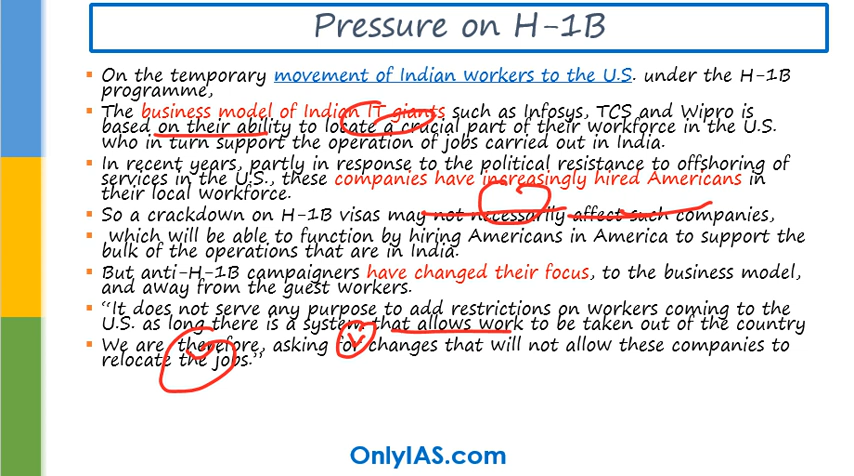 Pressure on H-1B
▪ On the temporary movement of Indian workers to the U.S. under the H-1B
programme,
▪ The business model of Indian IT giants such as Infosys, TCS and Wipro is
based on their ability to locate a crucial part of their workforce in the U.S.
who in turn support the operation of jobs carried out in India.
▪ In recent years, partly in response to the political resistance to offshoring of
services in the U.S., these companies have increasingly hired Americans in
their local workforce.
▪ So a crackdown on H-1B visas may not necessarily affect such companies,
▪ which will be able to function by hiring Americans in America to support the
bulk of the operations that are in India.
▪ But anti-H-1B campaigners have changed their focus, to the business model,
and away from the guest workers.
▪ “It does not serve any purpose to add restrictions on workers coming to the
U.S. as long there is a system that allows work to be taken out of the country
▪ We are, therefore, asking for changes that will not allow these companies to
relocate the jobs.”
OnlyIAS.com